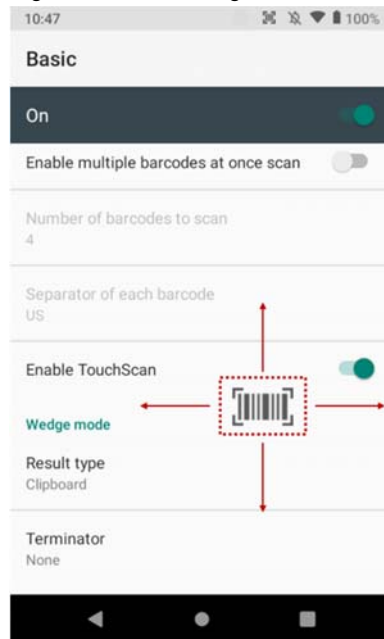 10:47
100%
Basic
On
Enable multiple barcodes at once scan
Number of barcodes to scan
4
Separator of each barcode
US
Enable TouchScan
Wedge mode
Result type
Clipboard
Terminator
None